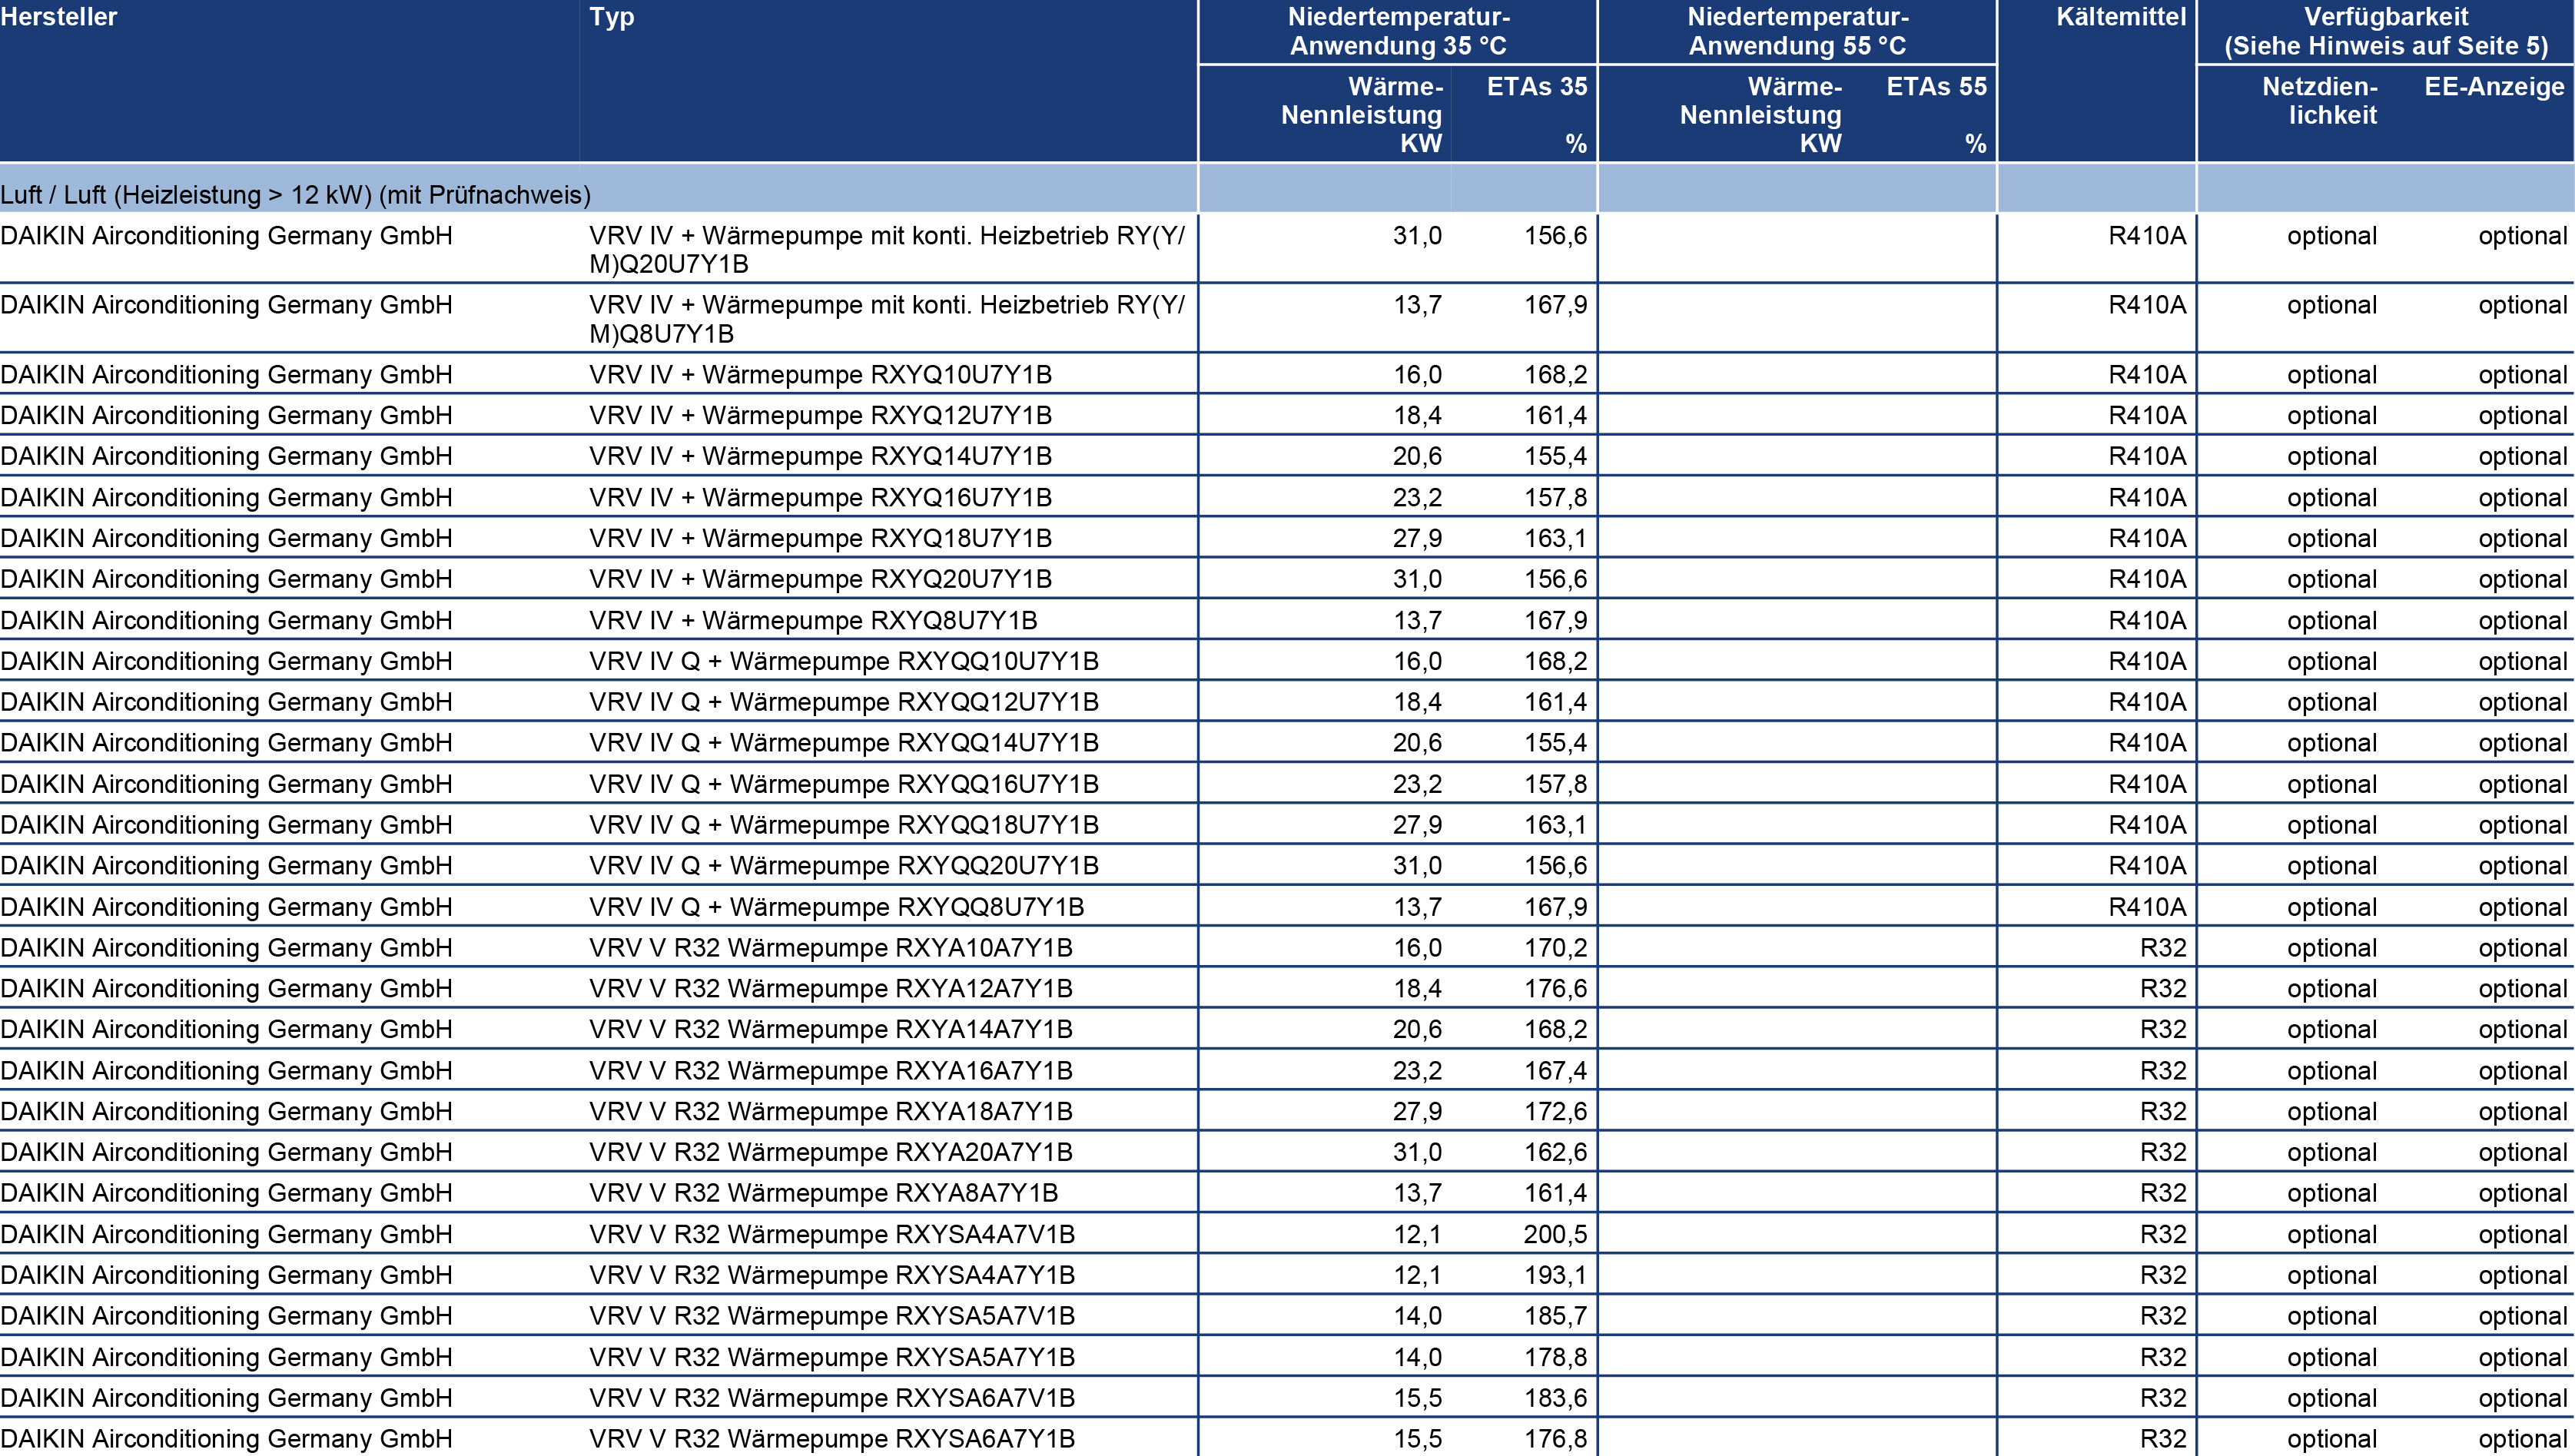 Hersteller Typ Niedertemperatur- Niedertemperatur- Kältemittel Verfügbarkeit
Anwendung 35 °C Anwendung 55 °C (Siehe Hinweis auf Seite 5)
Wärme- ETAs 35 Wärme- ETAs 55 Netzdien- EE-Anzeige
Nennleistung Nennleistung lichkeit
KW % KW %
Luft / Luft (Heizleistung > 12 kW) (mit Prüfnachweis)
DAIKIN Airconditioning Germany GmbH VRV IV + Wärmepumpe mit konti. Heizbetrieb RY(Y/ 31,0 156,6 R410A optional optional
M)Q20U7Y1B
DAIKIN Airconditioning Germany GmbH VRV IV + Wärmepumpe mit konti. Heizbetrieb RY(Y/ 13,7 167,9 R410A optional optional
M)Q8U7Y1B
DAIKIN Airconditioning Germany GmbH VRV IV + Wärmepumpe RXYQ10U7Y1B 16,0 168,2 R410A optional optional
DAIKIN Airconditioning Germany GmbH VRV IV + Wärmepumpe RXYQ12U7Y1B 18,4 161,4 R410A optional optional
DAIKIN Airconditioning Germany GmbH VRV IV + Wärmepumpe RXYQ14U7Y1B 20,6 155,4 R410A optional optional
DAIKIN Airconditioning Germany GmbH VRV IV + Wärmepumpe RXYQ16U7Y1B 23,2 157,8 R410A optional optional
DAIKIN Airconditioning Germany GmbH VRV IV + Wärmepumpe RXYQ18U7Y1B 27,9 163,1 R410A optional optional
DAIKIN Airconditioning Germany GmbH VRV IV + Wärmepumpe RXYQ20U7Y1B 31,0 156,6 R410A optional optional
DAIKIN Airconditioning Germany GmbH VRV IV + Wärmepumpe RXYQ8U7Y1B 13,7 167,9 R410A optional optional
DAIKIN Airconditioning Germany GmbH VRV IV Q + Wärmepumpe RXYQQ10U7Y1B 16,0 168,2 R410A optional optional
DAIKIN Airconditioning Germany GmbH VRV IV Q + Wärmepumpe RXYQQ12U7Y1B 18,4 161,4 R410A optional optional
DAIKIN Airconditioning Germany GmbH VRV IV Q + Wärmepumpe RXYQQ14U7Y1B 20,6 155,4 R410A optional optional
DAIKIN Airconditioning Germany GmbH VRV IV Q + Wärmepumpe RXYQQ16U7Y1B 23,2 157,8 R410A optional optional
DAIKIN Airconditioning Germany GmbH VRV IV Q + Wärmepumpe RXYQQ18U7Y1B 27,9 163,1 R410A optional optional
DAIKIN Airconditioning Germany GmbH VRV IV Q + Wärmepumpe RXYQQ20U7Y1B 31,0 156,6 R410A optional optional
DAIKIN Airconditioning Germany GmbH VRV IV Q + Wärmepumpe RXYQQ8U7Y1B 13,7 167,9 R410A optional optional
DAIKIN Airconditioning Germany GmbH VRV V R32 Wärmepumpe RXYA10A7Y1B 16,0 170,2 R32 optional optional
DAIKIN Airconditioning Germany GmbH VRV V R32 Wärmepumpe RXYA12A7Y1B 18,4 176,6 R32 optional optional
DAIKIN Airconditioning Germany GmbH VRV V R32 Wärmepumpe RXYA14A7Y1B 20,6 168,2 R32 optional optional
DAIKIN Airconditioning Germany GmbH VRV V R32 Wärmepumpe RXYA16A7Y1B 23,2 167,4 R32 optional optional
DAIKIN Airconditioning Germany GmbH VRV V R32 Wärmepumpe RXYA18A7Y1B 27,9 172,6 R32 optional optional
DAIKIN Airconditioning Germany GmbH VRV V R32 Wärmepumpe RXYA20A7Y1B 31,0 162,6 R32 optional optional
DAIKIN Airconditioning Germany GmbH VRV V R32 Wärmepumpe RXYA8A7Y1B 13,7 161,4 R32 optional optional
DAIKIN Airconditioning Germany GmbH VRV V R32 Wärmepumpe RXYSA4A7V1B 12,1 200,5 R32 optional optional
DAIKIN Airconditioning Germany GmbH VRV V R32 Wärmepumpe RXYSA4A7Y1B 12,1 193,1 R32 optional optional
DAIKIN Airconditioning Germany GmbH VRV V R32 Wärmepumpe RXYSA5A7V1B 14,0 185,7 R32 optional optional
DAIKIN Airconditioning Germany GmbH VRV V R32 Wärmepumpe RXYSA5A7Y1B 14,0 178,8 R32 optional optional
DAIKIN Airconditioning Germany GmbH VRV V R32 Wärmepumpe RXYSA6A7V1B 15,5 183,6 R32 optional optional
DAIKIN Airconditioning Germany GmbH VRV V R32 Wärmepumpe RXYSA6A7Y1B 15,5 176,8 R32 optional optional